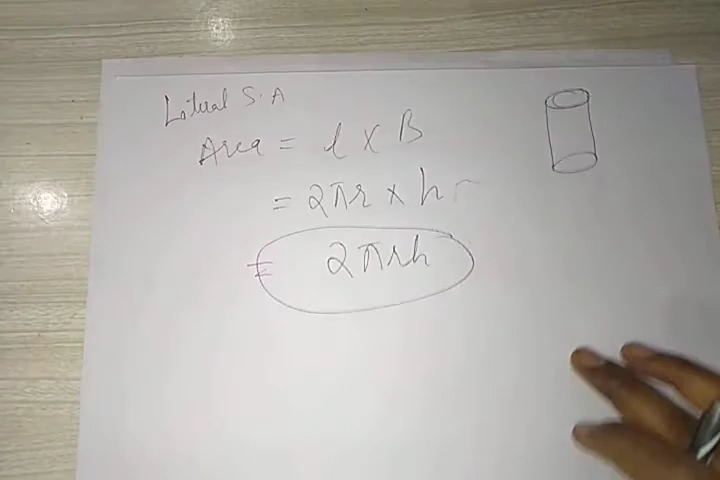 Lateral S.A
Area = l × B
= 2πr × h
= 2πrh